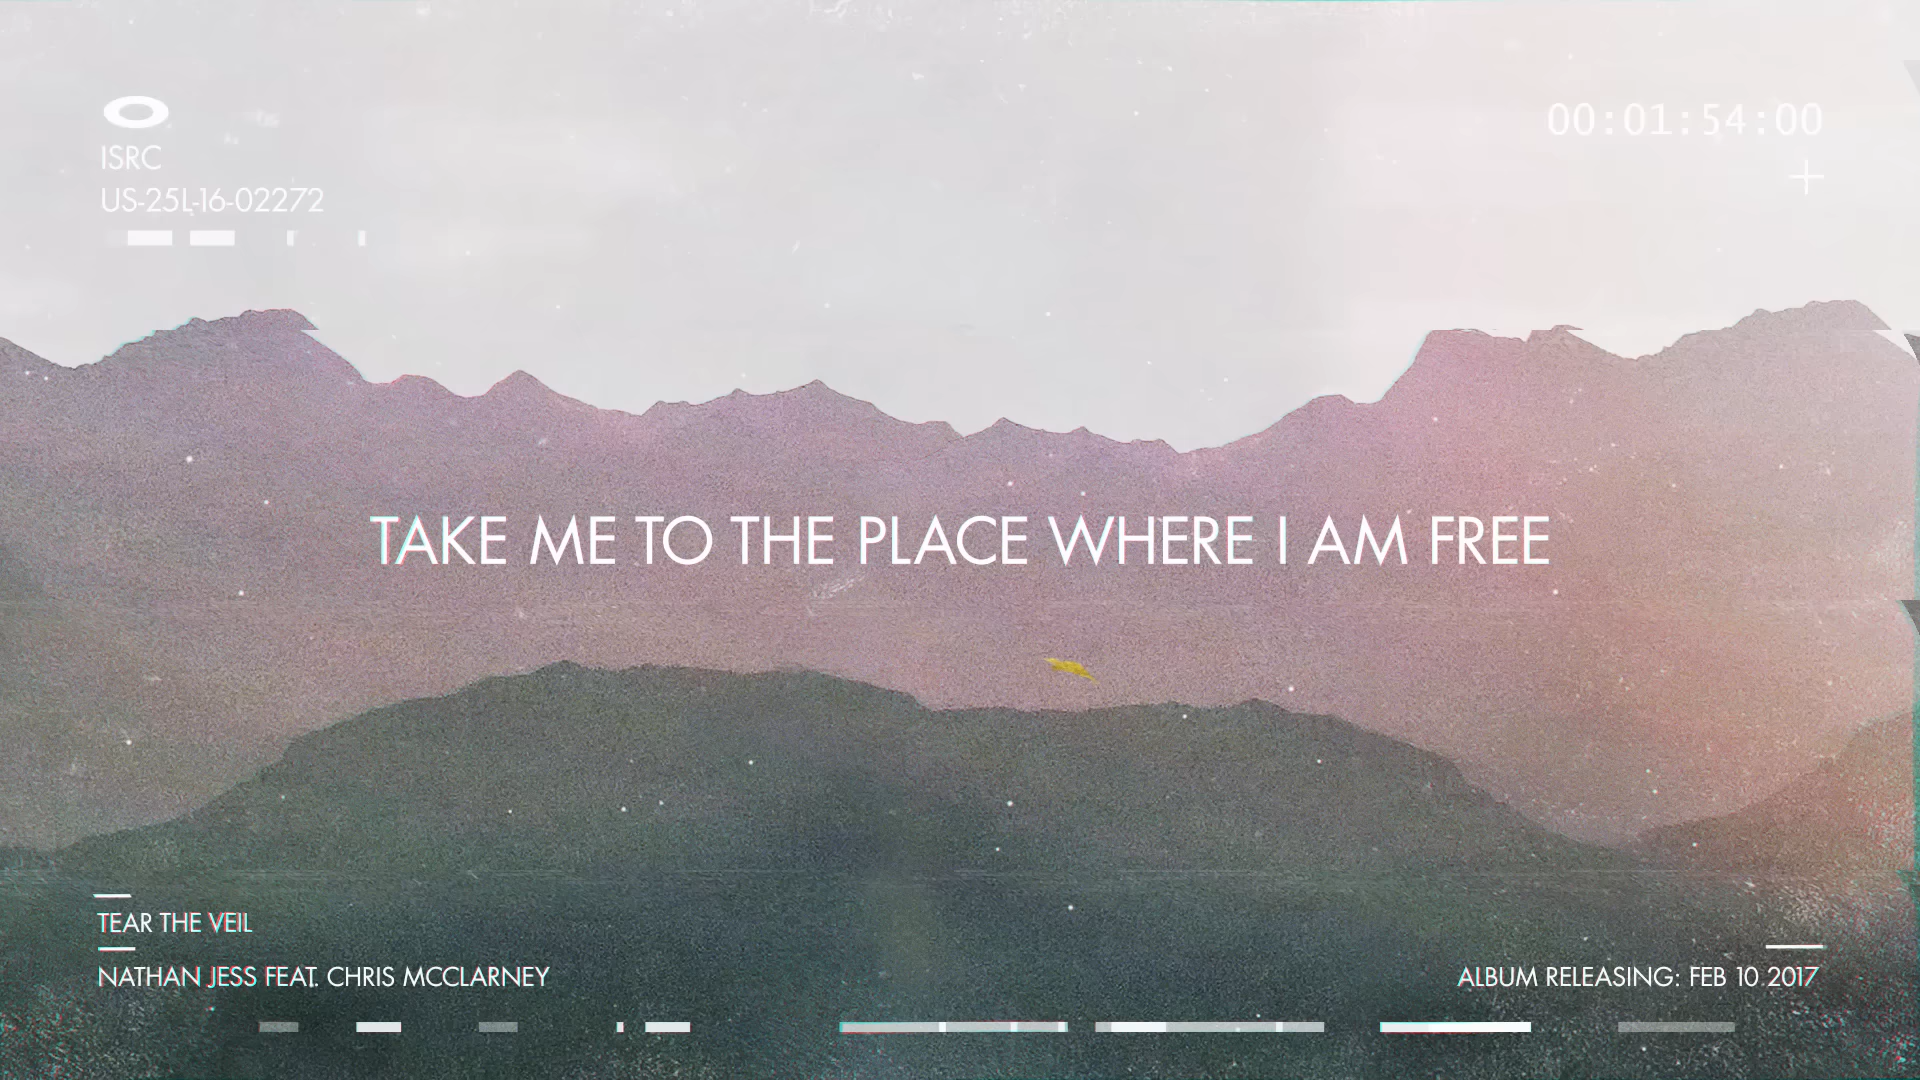 ISRC
US-25L-16-02272
00:01:54:00
TAKE ME TO THE PLACE WHERE I AM FREE
TEAR THE VEIL
NATHAN JESS FEAT. CHRIS MCCLARNEY
ALBUM RELEASING: FEB 10 2017